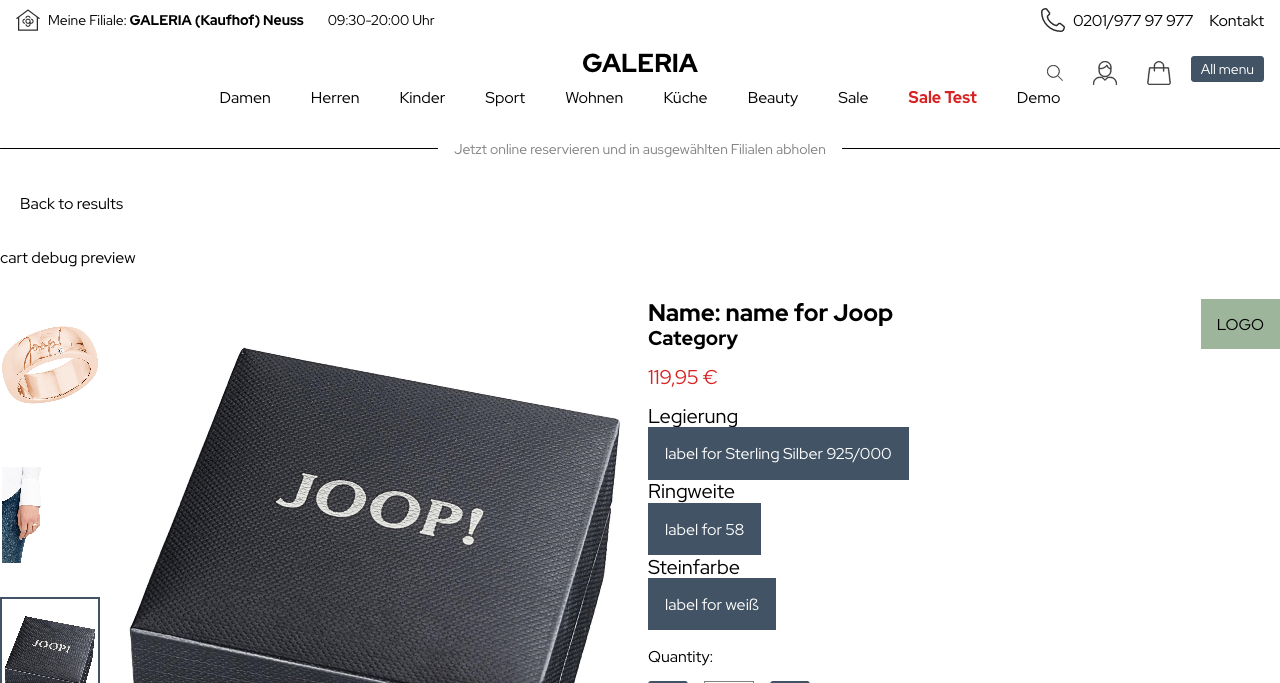 Meine Filiale: GALERIA (Kaufhof) Neuss 09:30-20:00 Uhr 0201/977 97 977 Kontakt
GALERIA
All menu
Damen Herren Kinder Sport Wohnen Küche Beauty Sale Sale Test Demo
Jetzt online reservieren und in ausgewählten Filialen abholen
Back to results
cart debug preview
Joop!
JOOP!
JOOP!
Name: name for Joop
LOGO
Category
119,95 €
Legierung
label for Sterling Silber 925/000
Ringweite
label for 58
Steinfarbe
label for weiß
Quantity: